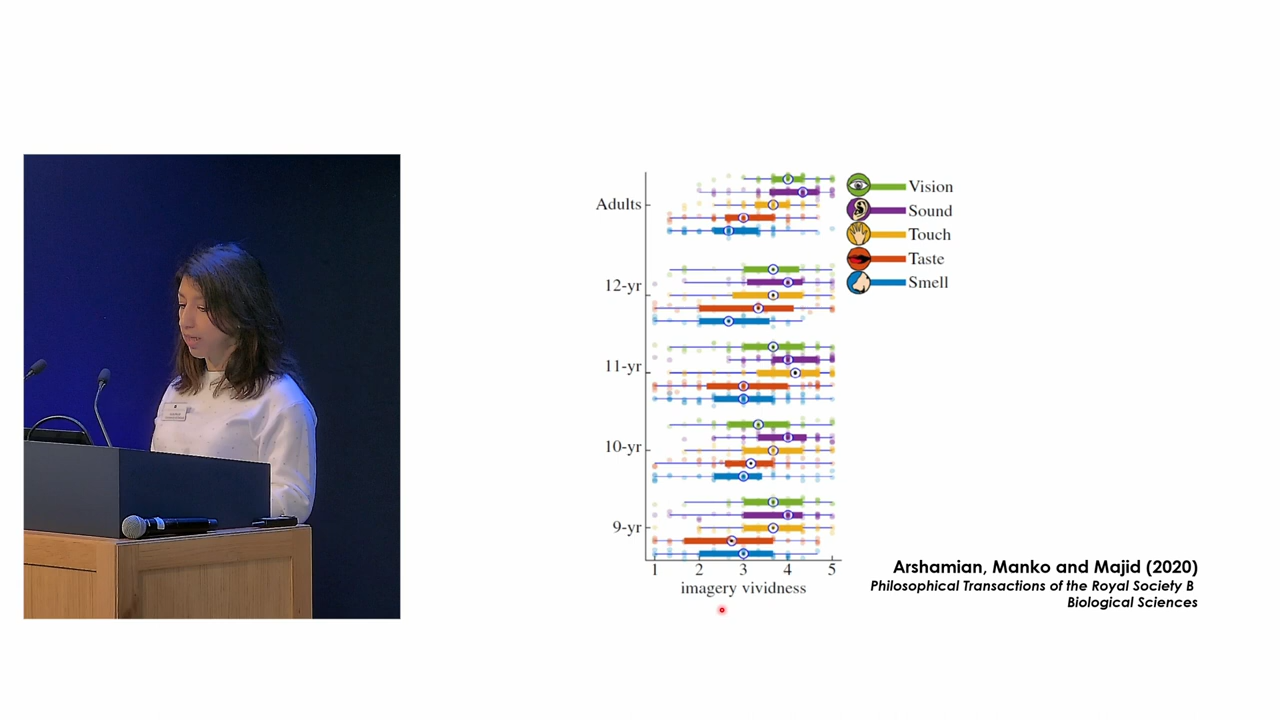 Adults
12-yr
11-yr
10-yr
9-yr
1 2 3 4 5
imagery vividness
Vision
Sound
Touch
Taste
Smell
Arshamian, Manko and Majid (2020)
Philosophical Transactions of the Royal Society B
Biological Sciences